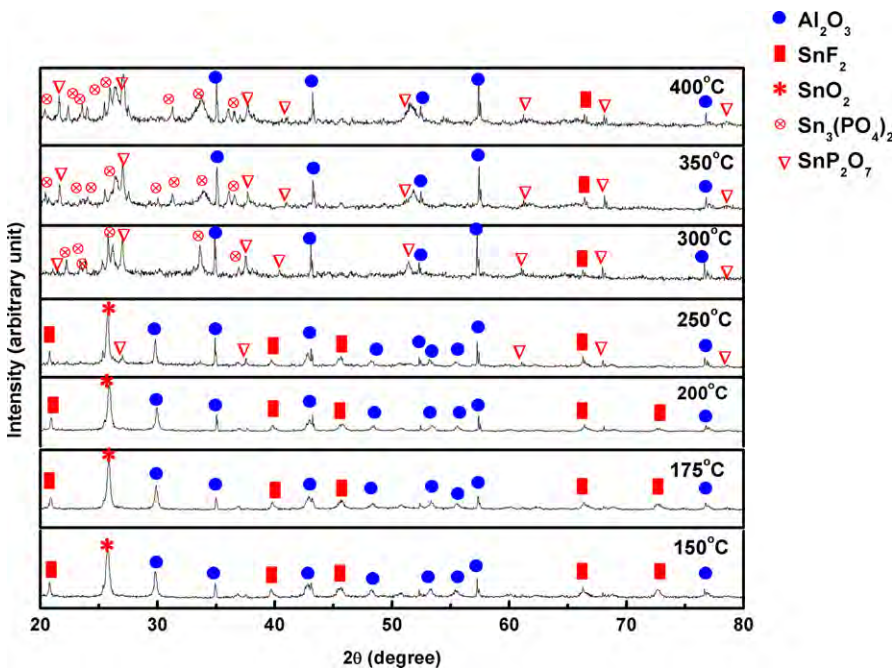 Al₂O₃
SnF₂
SnO₂
Sn₃(PO₄)₂
SnP₂O₇
400°C
350°C
300°C
250°C
200°C
175°C
150°C
Intensity (arbitrary unit)
20 30 40 50 60 70 80
2θ (degree)